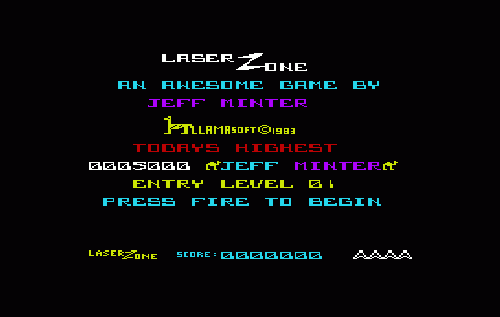 LASER ZONE
AN AWESOME GAME BY
JEFF MINTER
LLAMASOFT©1983
TODAYS HIGHEST
0005000 JEFF MINTER
ENTRY LEVEL 01
PRESS FIRE TO BEGIN
LASER ZONE SCORE:0000000